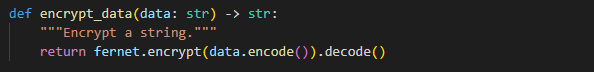 def encrypt_data(data: str) -> str:
    """Encrypt a string."""
    return fernet.encrypt(data.encode()).decode()